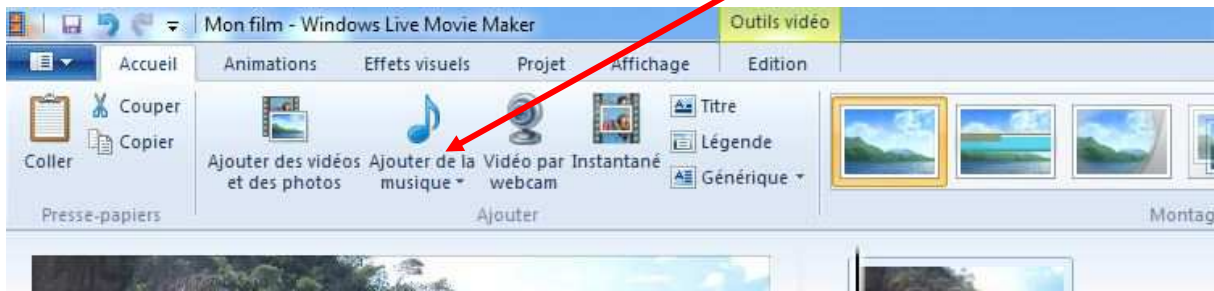 Mon film - Windows Live Movie Maker
Outils vidéo
Accueil Animations Effets visuels Projet Affichage Edition
Coller
Couper
Copier
Presse-papiers
Ajouter des vidéos
et des photos
Ajouter de la
musique
Vidéo par
webcam
Instantané
Titre
Légende
Générique
Ajouter
Montag